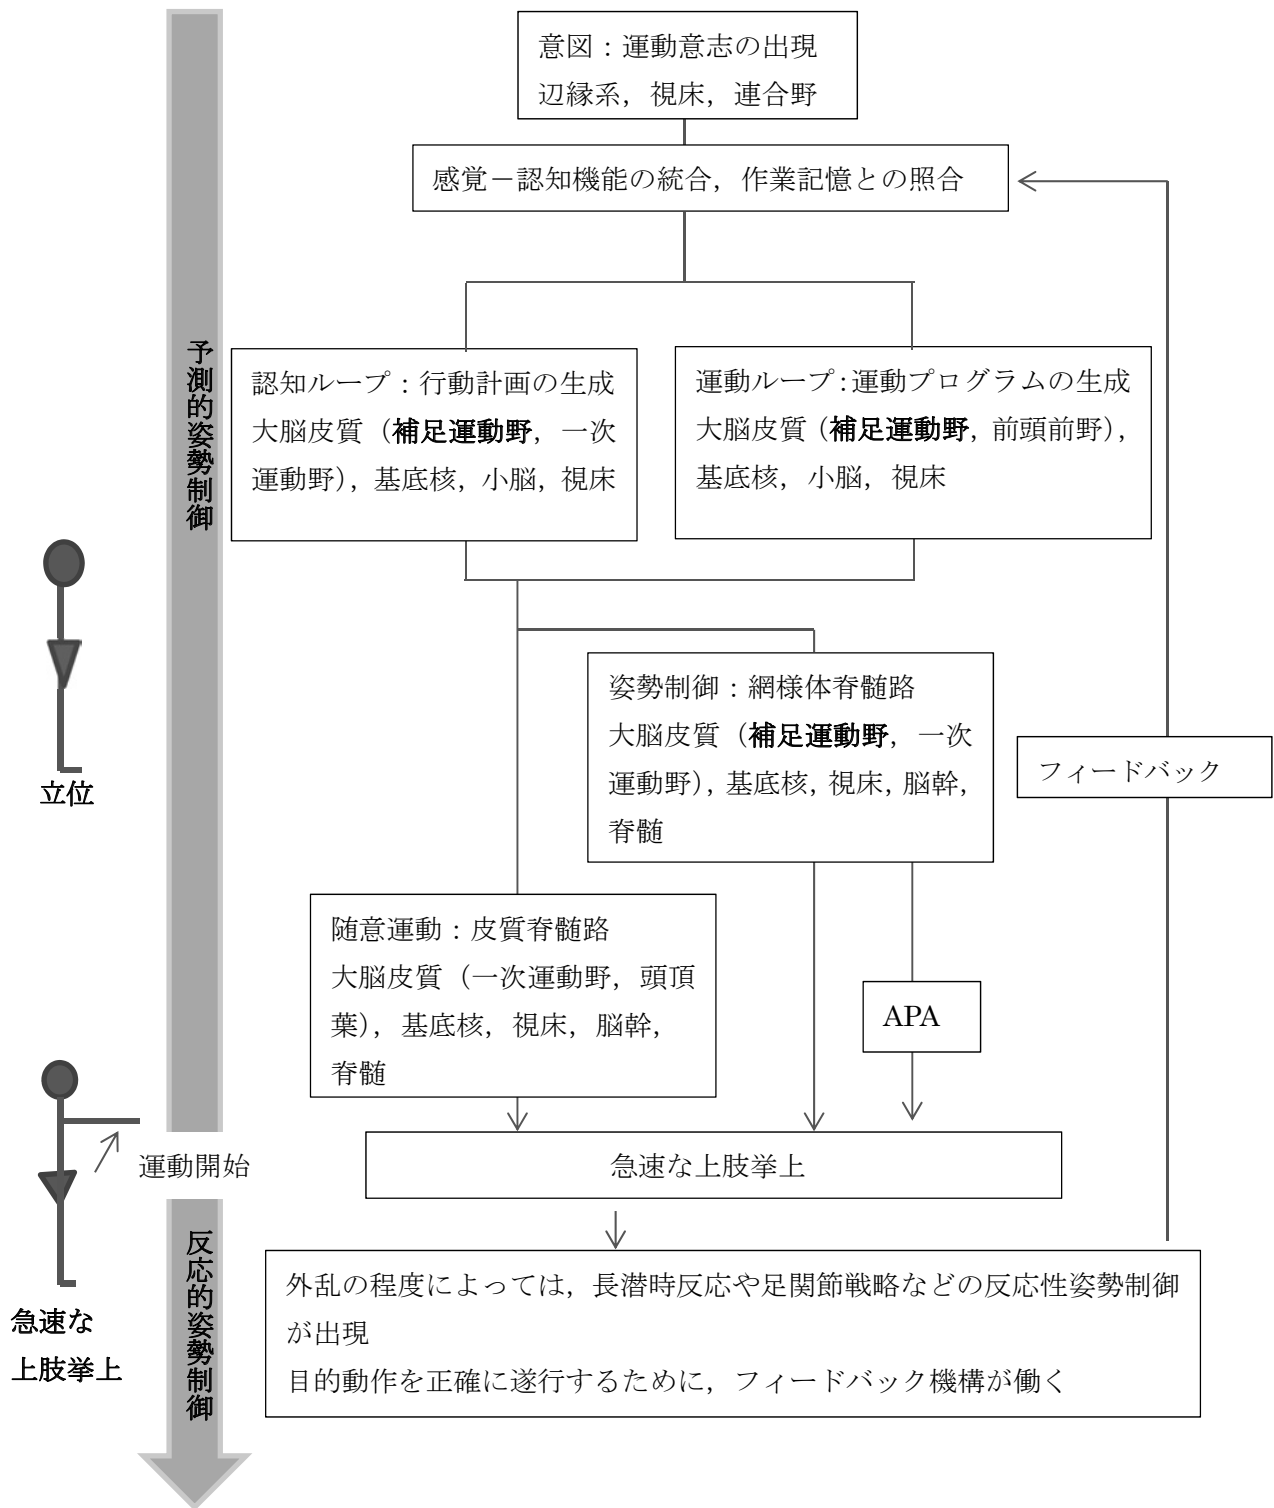 意図：運動意志の出現
辺縁系，視床，連合野
感覚－認知機能の統合，作業記憶との照合
予測的姿勢制御
認知ループ：行動計画の生成
大脳皮質（補足運動野，一次
運動野），基底核，小脳，視床
運動ループ：運動プログラムの生成
大脳皮質（補足運動野，前頭前野），
基底核，小脳，視床
立位
姿勢制御：網様体脊髄路
大脳皮質（補足運動野，一次
運動野），基底核，視床，脳幹，
脊髄
フィードバック
随意運動：皮質脊髄路
大脳皮質（一次運動野，頭頂
葉），基底核，視床，脳幹，
脊髄
APA
運動開始
急速な上肢挙上
反応的姿勢制御
急速な
上肢挙上
外乱の程度によっては，長潜時反応や足関節戦略などの反応性姿勢制御
が出現
目的動作を正確に遂行するために，フィードバック機構が働く